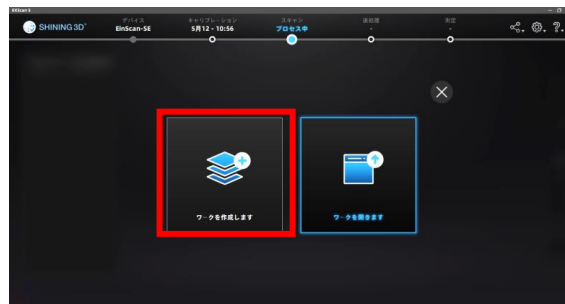 EXScan S
SHINING 3D
デバイス
EinScan-SE
キャリブレーション
5月12 - 10:56
スキャン
プロセス中
後処理
-
測定
-
ワークを作成します
ワークを開きます